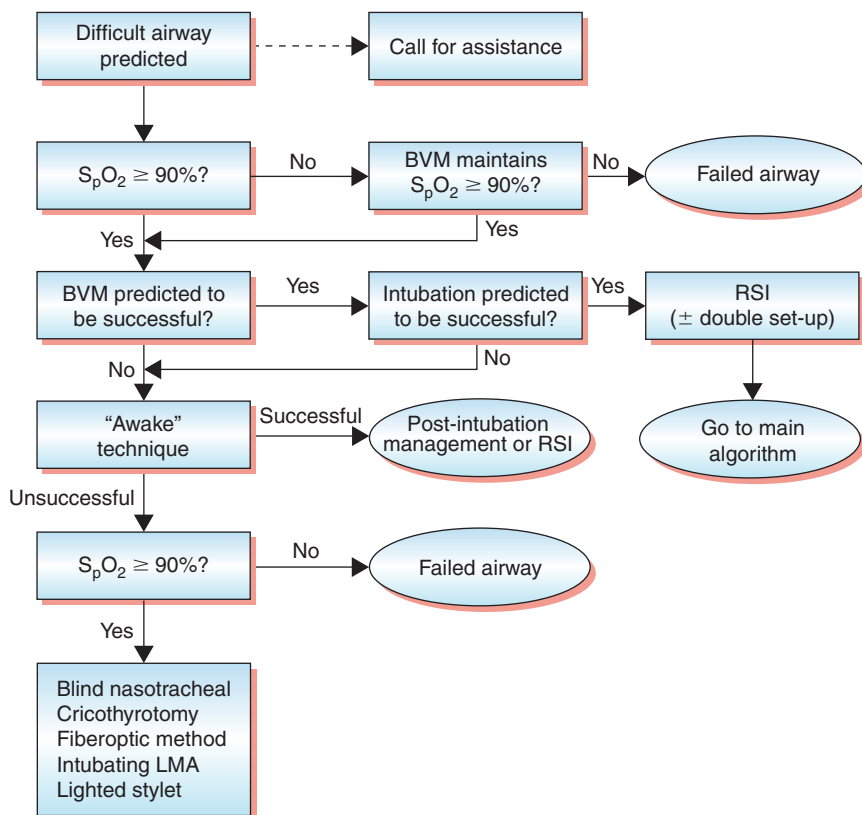 Difficult airway
predicted
Call for assistance
SpO2 ≥ 90%?
No
BVM maintains
SpO2 ≥ 90%?
No
Failed airway
Yes
Yes
BVM predicted to
be successful?
Yes
Intubation predicted
to be successful?
Yes
RSI
(± double set-up)
No
No
"Awake"
technique
Successful
Post-intubation
management or RSI
Go to main
algorithm
Unsuccessful
SpO2 ≥ 90%?
No
Failed airway
Yes
Blind nasotracheal
Cricothyrotomy
Fiberoptic method
Intubating LMA
Lighted stylet